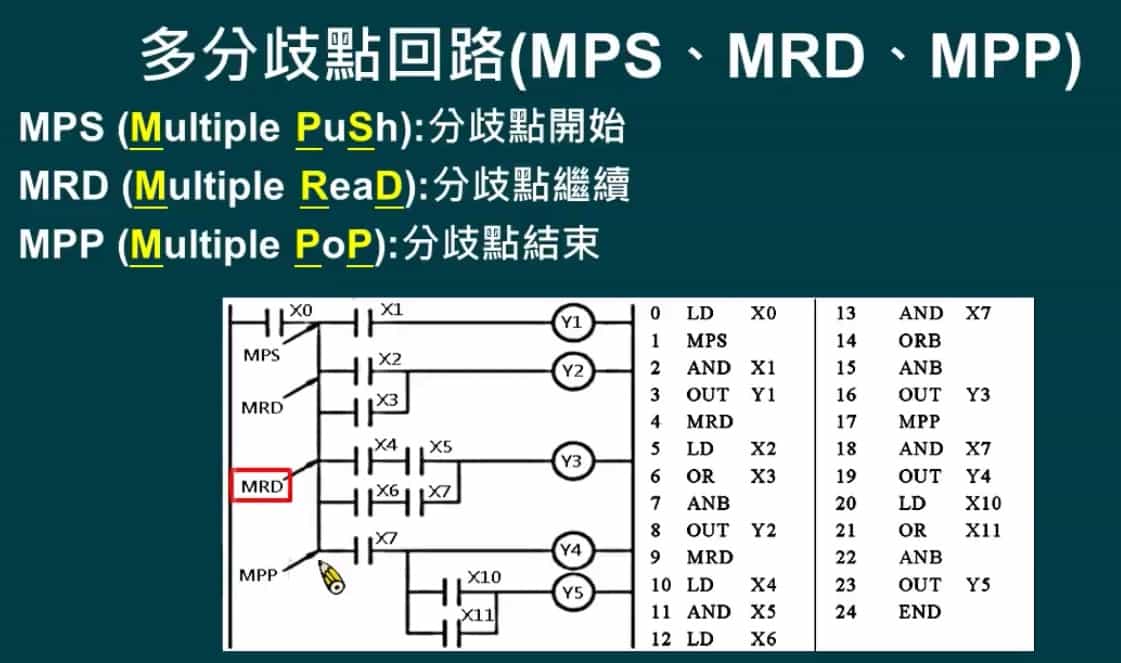 多分歧點回路(MPS、MRD、MPP)
MPS (Multiple PuSh):分歧點開始
MRD (Multiple ReaD):分歧點繼續
MPP (Multiple PoP):分歧點結束
X0
X1
Y1
MPS
X2
Y2
MRD
X3
X4
X5
Y3
MRD
X6
X7
X7
Y4
MPP
X10
Y5
X11
0 LD X0
1 MPS
2 AND X1
3 OUT Y1
4 MRD
5 LD X2
6 OR X3
7 ANB
8 OUT Y2
9 MRD
10 LD X4
11 AND X5
12 LD X6
13 AND X7
14 ORB
15 ANB
16 OUT Y3
17 MPP
18 AND X7
19 OUT Y4
20 LD X10
21 OR X11
22 ANB
23 OUT Y5
24 END